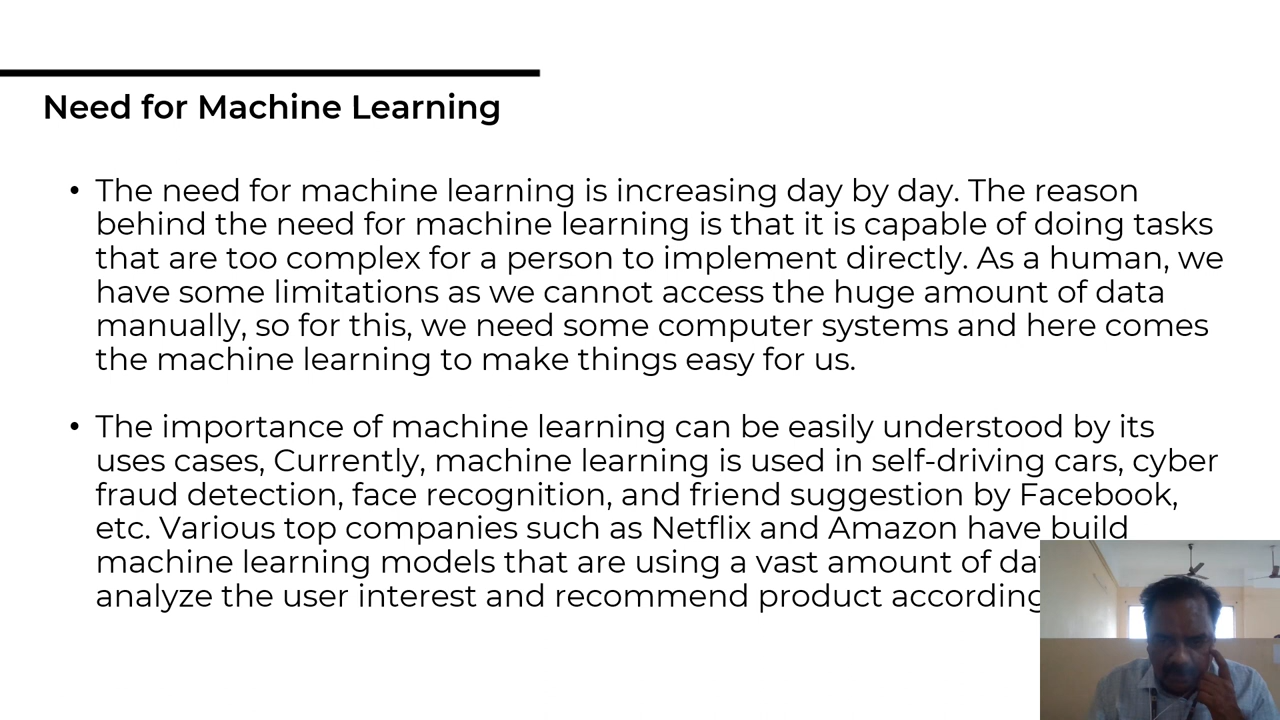 Need for Machine Learning
• The need for machine learning is increasing day by day. The reason
behind the need for machine learning is that it is capable of doing tasks
that are too complex for a person to implement directly. As a human, we
have some limitations as we cannot access the huge amount of data
manually, so for this, we need some computer systems and here comes
the machine learning to make things easy for us.
• The importance of machine learning can be easily understood by its
uses cases, Currently, machine learning is used in self-driving cars, cyber
fraud detection, face recognition, and friend suggestion by Facebook,
etc. Various top companies such as Netflix and Amazon have build
machine learning models that are using a vast amount of
analyze the user interest and recommend product